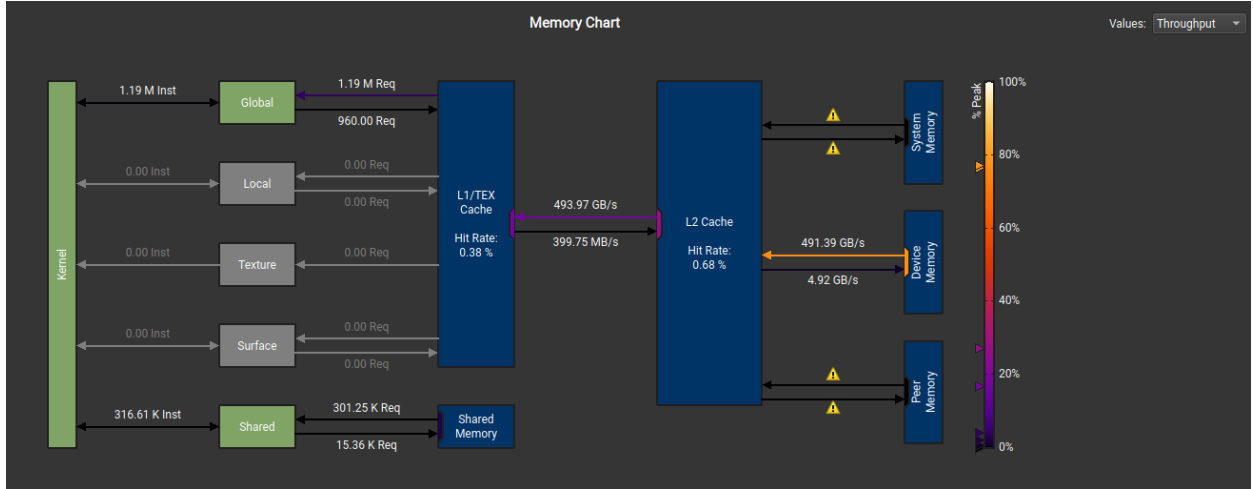 Memory Chart
Values: Throughput
Kernel
1.19 M Inst
Global
1.19 M Req
960.00 Req
0.00 Inst
Local
0.00 Req
0.00 Req
0.00 Inst
Texture
0.00 Req
0.00 Inst
Surface
0.00 Req
0.00 Req
316.61 K Inst
Shared
301.25 K Req
15.36 K Req
L1/TEX
Cache
Hit Rate:
0.38 %
Shared
Memory
493.97 GB/s
399.75 MB/s
L2 Cache
Hit Rate:
0.68 %
491.39 GB/s
4.92 GB/s
System
Memory
Device
Memory
Peer
Memory
% Peak
100%
80%
60%
40%
20%
0%